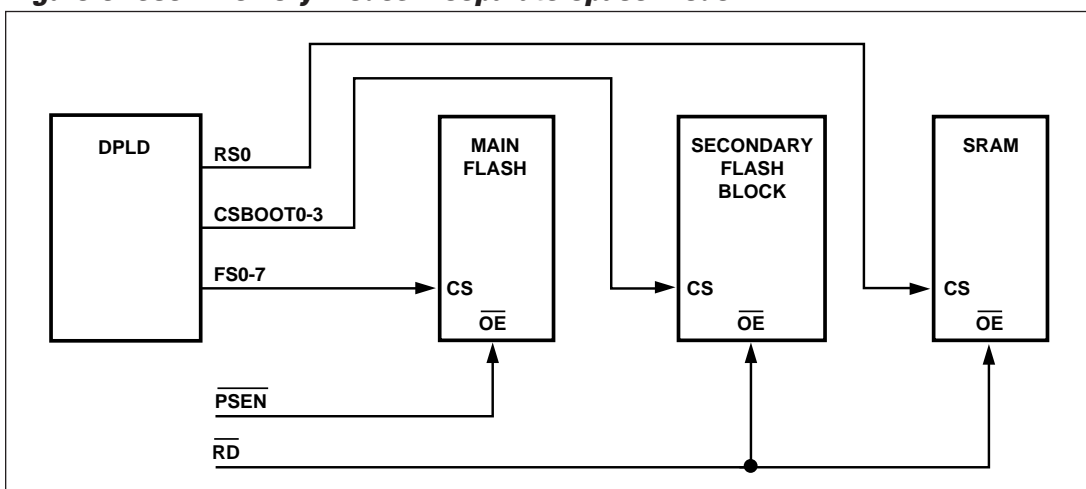 DPLD
RS0
CSBOOT0-3
FS0-7
MAIN
FLASH
CS
OE
SECONDARY
FLASH
BLOCK
CS
OE
SRAM
CS
OE
PSEN
RD